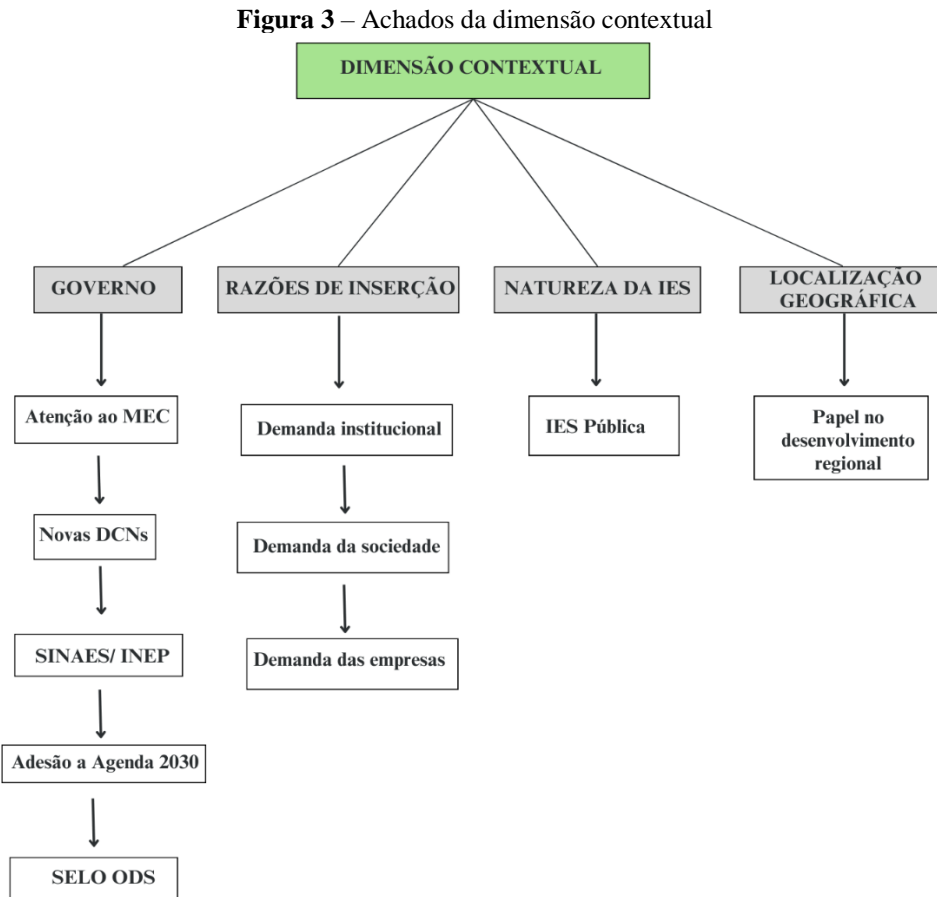 Figura 3 – Achados da dimensão contextual
DIMENSÃO CONTEXTUAL
GOVERNO
RAZÕES DE INSERÇÃO
NATUREZA DA IES
LOCALIZAÇÃO
GEOGRÁFICA
Atenção ao MEC
Novas DCNs
SINAES/ INEP
Adesão a Agenda 2030
SELO ODS
Demanda institucional
Demanda da sociedade
Demanda das empresas
IES Pública
Papel no
desenvolvimento
regional